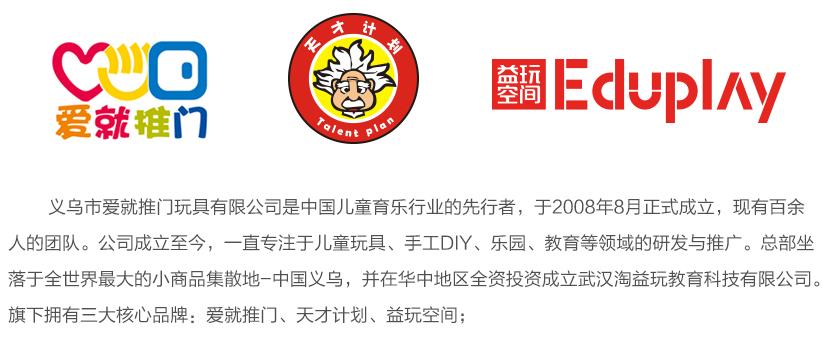 爱就推门
天才计划
Talent plan
益玩空间 Eduplay
义乌市爱就推门玩具有限公司是中国儿童育乐行业的先行者，于2008年8月正式成立，现有百余
人的团队。公司成立至今，一直专注于儿童玩具、手工DIY、乐园、教育等领域的研发与推广。总部坐
落于全世界最大的小商品集散地-中国义乌，并在华中地区全资投资成立武汉淘益玩教育科技有限公司。
旗下拥有三大核心品牌：爱就推门、天才计划、益玩空间；